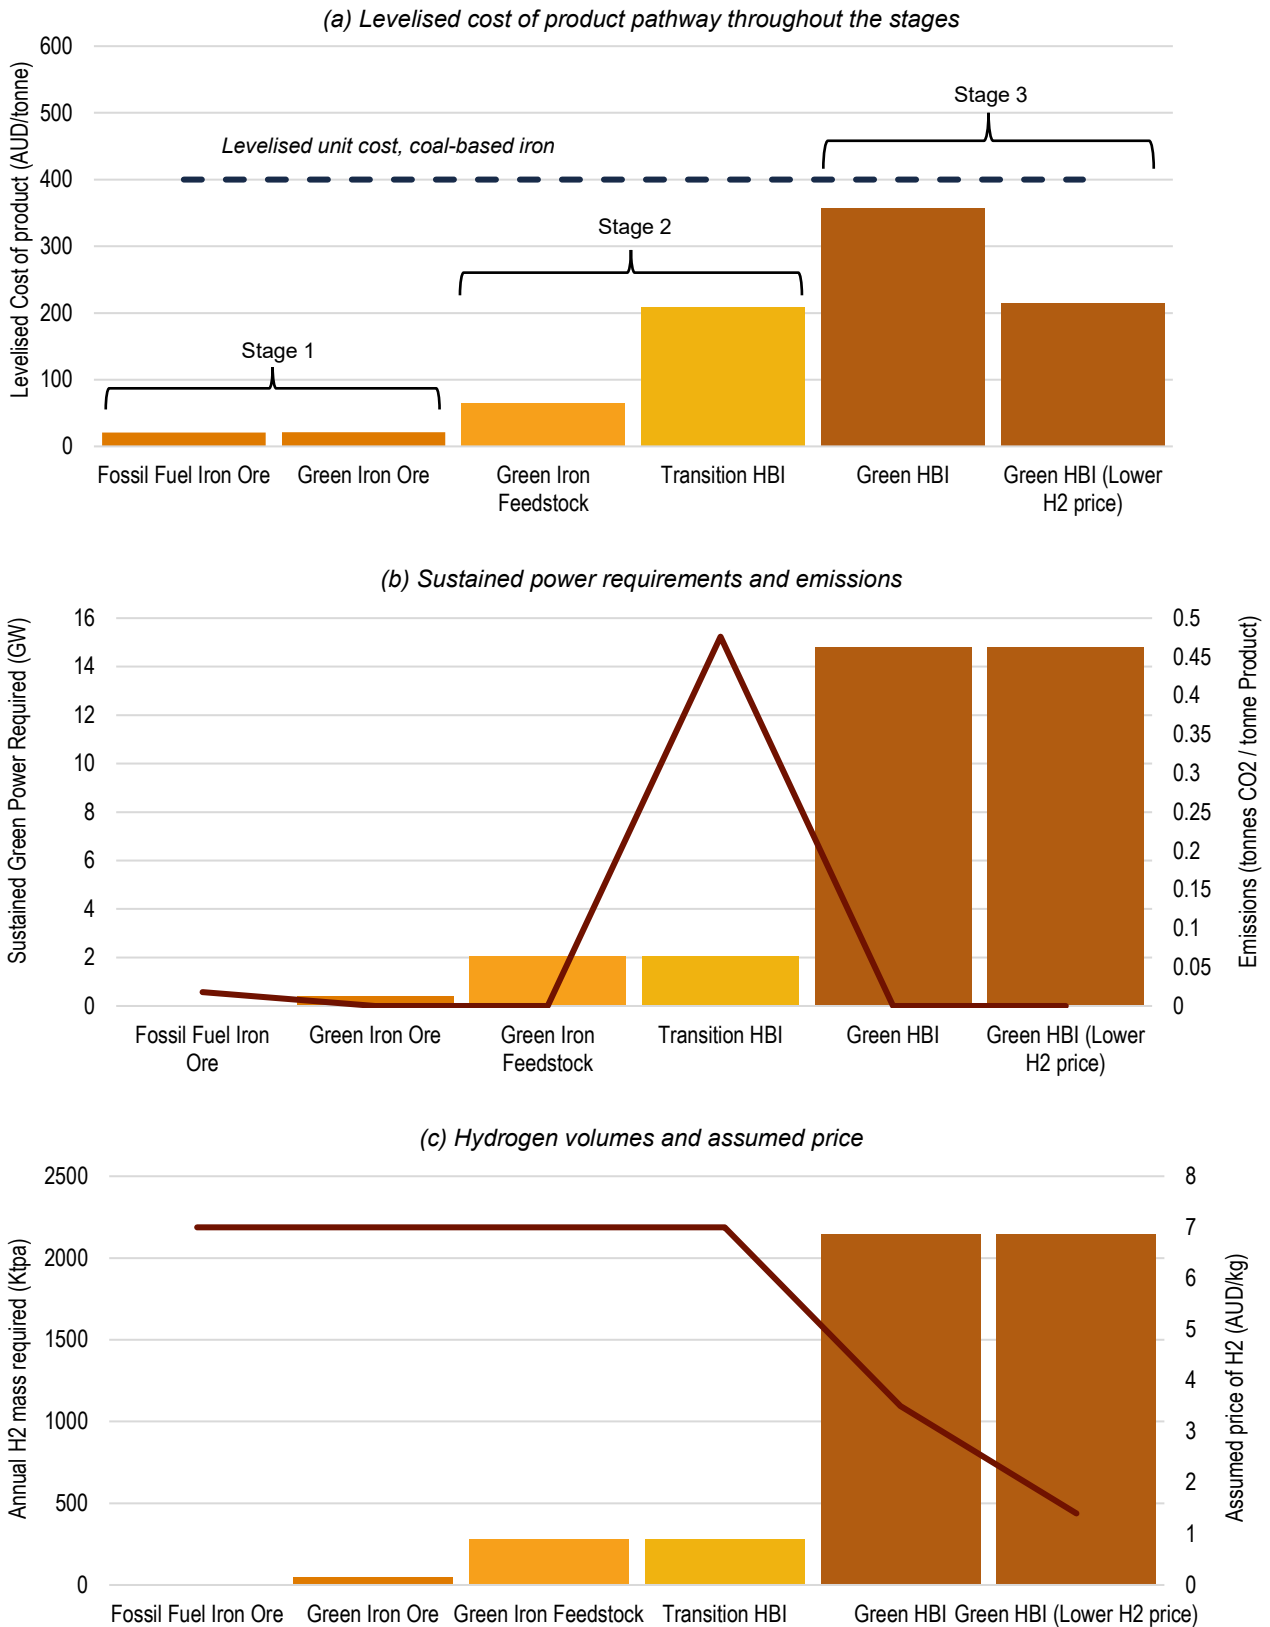 (a) Levelised cost of product pathway throughout the stages
Levelised Cost of product (AUD/tonne)
600
500
400
300
200
100
0
Levelised unit cost, coal-based iron
Stage 1
Stage 2
Stage 3
Fossil Fuel Iron Ore
Green Iron Ore
Green Iron
Feedstock
Transition HBI
Green HBI
Green HBI (Lower
H2 price)
(b) Sustained power requirements and emissions
Sustained Green Power Required (GW)
16
14
12
10
8
6
4
2
0
0.5
0.45
0.4
0.35
0.3
0.25
0.2
0.15
0.1
0.05
0
Emissions (tonnes CO2 / tonne Product)
Fossil Fuel Iron
Ore
Green Iron Ore
Green Iron
Feedstock
Transition HBI
Green HBI
Green HBI (Lower
H2 price)
(c) Hydrogen volumes and assumed price
Annual H2 mass required (Ktpa)
2500
2000
1500
1000
500
0
8
7
6
5
4
3
2
1
0
Assumed price of H2 (AUD/kg)
Fossil Fuel Iron Ore
Green Iron Ore
Green Iron Feedstock
Transition HBI
Green HBI
Green HBI (Lower H2 price)